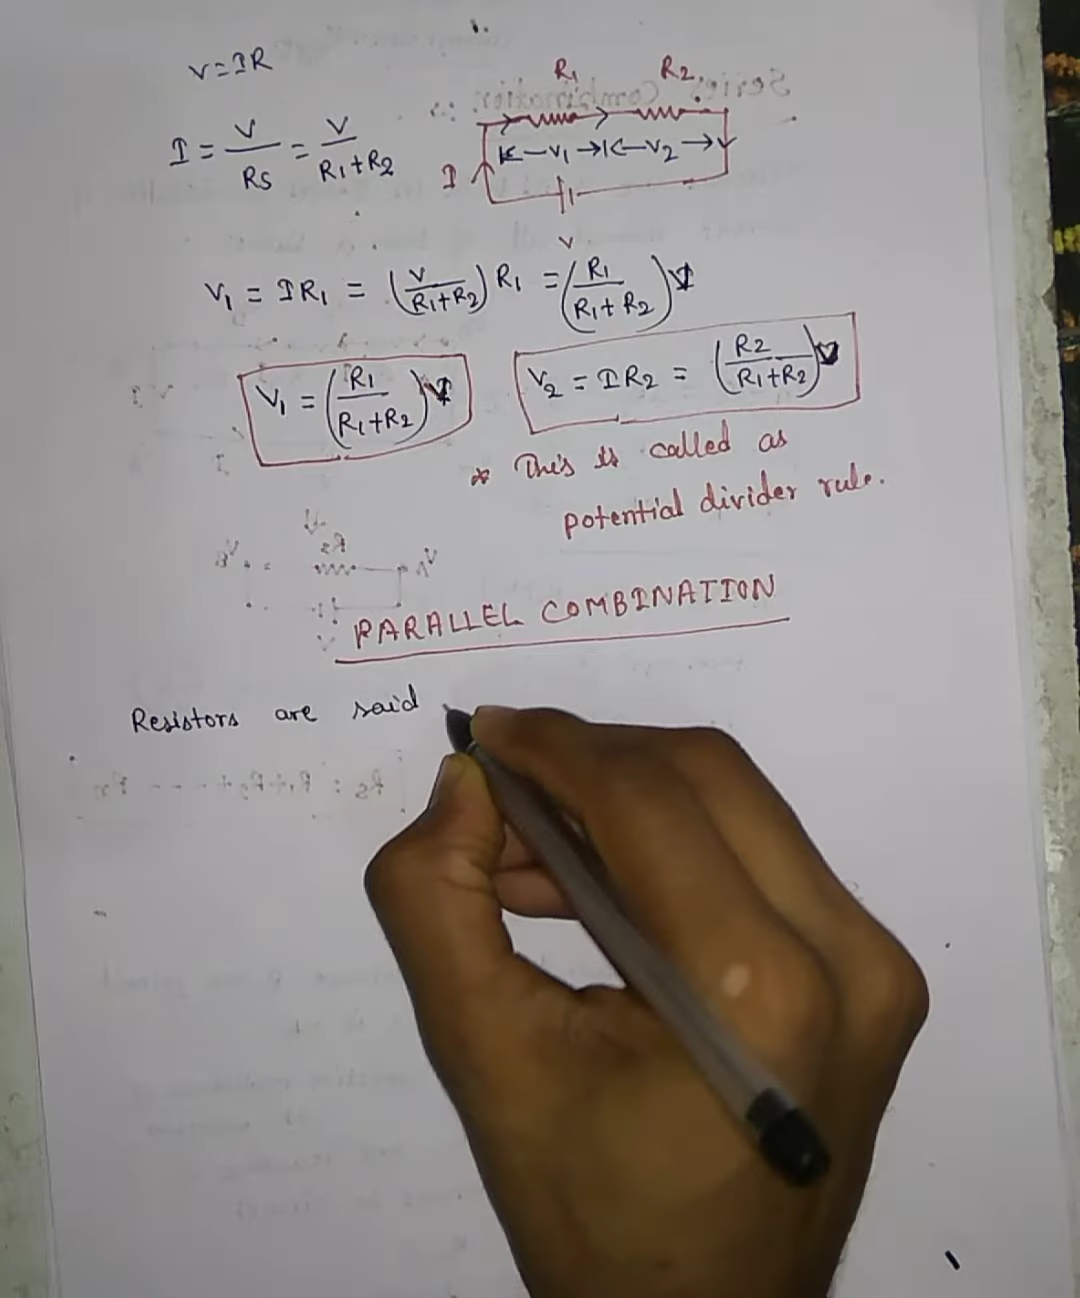 V=IR
R1 R2
I = V/RS = V/R1+R2
I V1 V2
V
V1 = IR1 = (V/R1+R2) R1 = (R1/R1+R2)V
V1 = (R1/R1+R2)V
V2 = IR2 = (R2/R1+R2)V
* This is called as
potential divider rule.
PARALLEL COMBINATION
Resistors are said